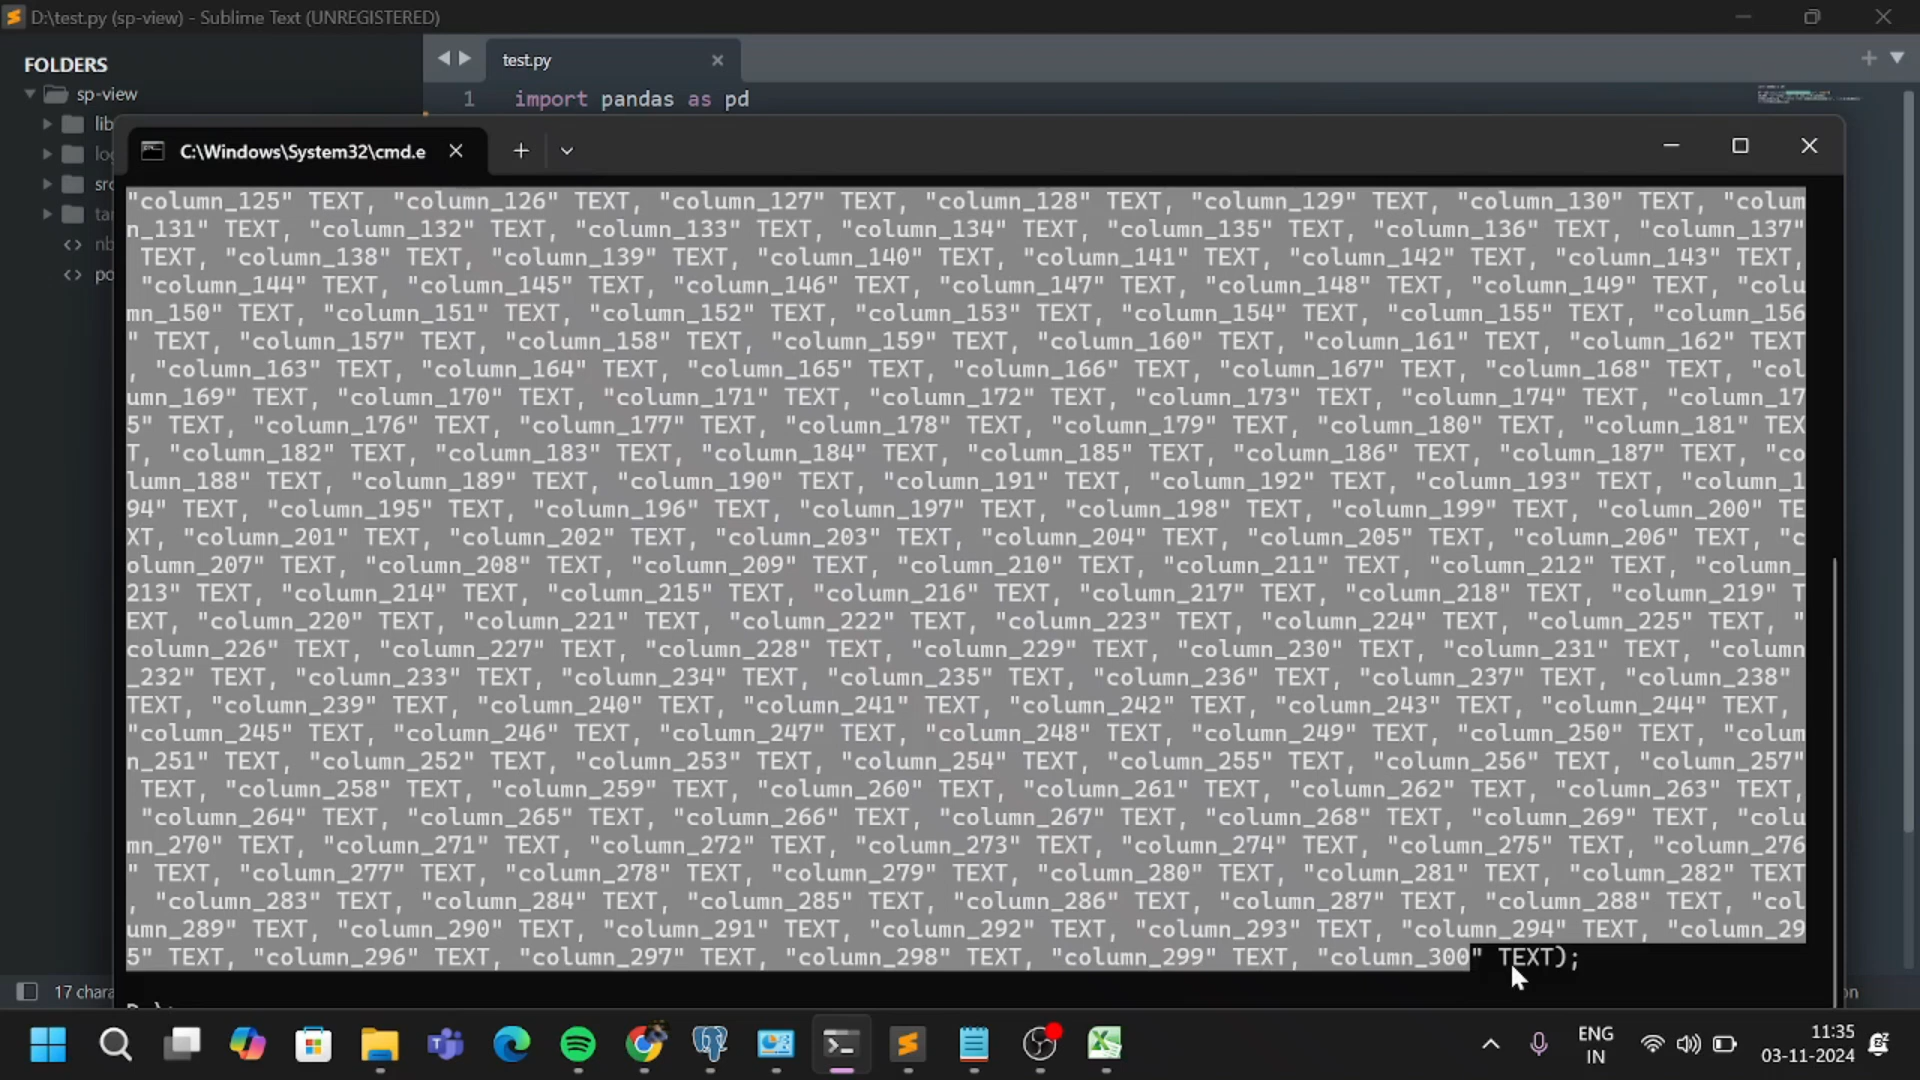 D:\test.py (sp-view) - Sublime Text (UNREGISTERED)
FOLDERS
sp-view
lib
log
src
tar
nb
po
test.py
1 import pandas as pd
C:\Windows\System32\cmd.e
"column_125" TEXT, "column_126" TEXT, "column_127" TEXT, "column_128" TEXT, "column_129" TEXT, "column_130" TEXT, "colum
n_131" TEXT, "column_132" TEXT, "column_133" TEXT, "column_134" TEXT, "column_135" TEXT, "column_136" TEXT, "column_137"
TEXT, "column_138" TEXT, "column_139" TEXT, "column_140" TEXT, "column_141" TEXT, "column_142" TEXT, "column_143" TEXT,
"column_144" TEXT, "column_145" TEXT, "column_146" TEXT, "column_147" TEXT, "column_148" TEXT, "column_149" TEXT, "colu
mn_150" TEXT, "column_151" TEXT, "column_152" TEXT, "column_153" TEXT, "column_154" TEXT, "column_155" TEXT, "column_156
" TEXT, "column_157" TEXT, "column_158" TEXT, "column_159" TEXT, "column_160" TEXT, "column_161" TEXT, "column_162" TEXT
, "column_163" TEXT, "column_164" TEXT, "column_165" TEXT, "column_166" TEXT, "column_167" TEXT, "column_168" TEXT, "col
umn_169" TEXT, "column_170" TEXT, "column_171" TEXT, "column_172" TEXT, "column_173" TEXT, "column_174" TEXT, "column_17
5" TEXT, "column_176" TEXT, "column_177" TEXT, "column_178" TEXT, "column_179" TEXT, "column_180" TEXT, "column_181" TEX
T, "column_182" TEXT, "column_183" TEXT, "column_184" TEXT, "column_185" TEXT, "column_186" TEXT, "column_187" TEXT, "co
lumn_188" TEXT, "column_189" TEXT, "column_190" TEXT, "column_191" TEXT, "column_192" TEXT, "column_193" TEXT, "column_1
94" TEXT, "column_195" TEXT, "column_196" TEXT, "column_197" TEXT, "column_198" TEXT, "column_199" TEXT, "column_200" TE
XT, "column_201" TEXT, "column_202" TEXT, "column_203" TEXT, "column_204" TEXT, "column_205" TEXT, "column_206" TEXT, "c
olumn_207" TEXT, "column_208" TEXT, "column_209" TEXT, "column_210" TEXT, "column_211" TEXT, "column_212" TEXT, "column_
213" TEXT, "column_214" TEXT, "column_215" TEXT, "column_216" TEXT, "column_217" TEXT, "column_218" TEXT, "column_219" T
EXT, "column_220" TEXT, "column_221" TEXT, "column_222" TEXT, "column_223" TEXT, "column_224" TEXT, "column_225" TEXT, "
column_226" TEXT, "column_227" TEXT, "column_228" TEXT, "column_229" TEXT, "column_230" TEXT, "column_231" TEXT, "column
_232" TEXT, "column_233" TEXT, "column_234" TEXT, "column_235" TEXT, "column_236" TEXT, "column_237" TEXT, "column_238"
TEXT, "column_239" TEXT, "column_240" TEXT, "column_241" TEXT, "column_242" TEXT, "column_243" TEXT, "column_244" TEXT,
"column_245" TEXT, "column_246" TEXT, "column_247" TEXT, "column_248" TEXT, "column_249" TEXT, "column_250" TEXT, "colum
n_251" TEXT, "column_252" TEXT, "column_253" TEXT, "column_254" TEXT, "column_255" TEXT, "column_256" TEXT, "column_257"
TEXT, "column_258" TEXT, "column_259" TEXT, "column_260" TEXT, "column_261" TEXT, "column_262" TEXT, "column_263" TEXT,
"column_264" TEXT, "column_265" TEXT, "column_266" TEXT, "column_267" TEXT, "column_268" TEXT, "column_269" TEXT, "colu
mn_270" TEXT, "column_271" TEXT, "column_272" TEXT, "column_273" TEXT, "column_274" TEXT, "column_275" TEXT, "column_276
" TEXT, "column_277" TEXT, "column_278" TEXT, "column_279" TEXT, "column_280" TEXT, "column_281" TEXT, "column_282" TEXT
, "column_283" TEXT, "column_284" TEXT, "column_285" TEXT, "column_286" TEXT, "column_287" TEXT, "column_288" TEXT, "col
umn_289" TEXT, "column_290" TEXT, "column_291" TEXT, "column_292" TEXT, "column_293" TEXT, "column_294" TEXT, "column_29
5" TEXT, "column_296" TEXT, "column_297" TEXT, "column_298" TEXT, "column_299" TEXT, "column_300" TEXT);
17 chara
on
ENG
IN
11:35
03-11-2024